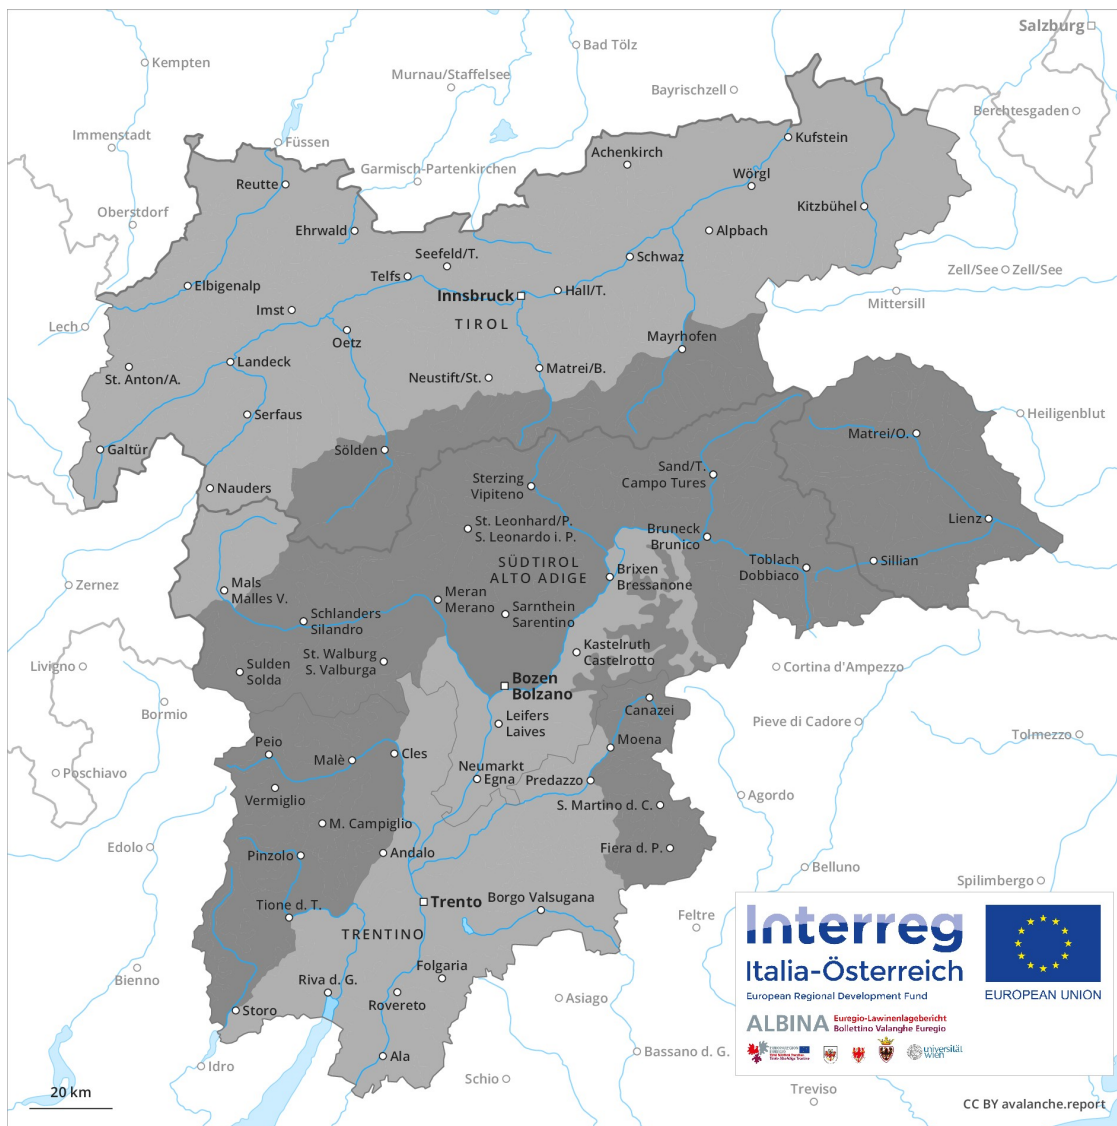 Salzburg
Bad Tölz
Kempten
Murnau/Staffelsee
Bayrischzell
Berchtesgaden
Immenstadt
Füssen
Kufstein
Achenkirch
Garmisch-Partenkirchen
Wörgl
Reutte
Kitzbühel
Oberstdorf
Ehrwald
Alpbach
Seefeld/T.
Schwaz
Telfs
Zell/See
Zell/See
Elbigenalp
Innsbruck
Hall/T.
Mittersill
Imst
TIROL
Lech
Oetz
Mayrhofen
Landeck
St. Anton/A.
Neustift/St.
Matrei/B.
Serfaus
Heiligenblut
Matrei/O.
Galtür
Sölden
Sand/T.
Campo Tures
Sterzing
Vipiteno
Nauders
St. Leonhard/P.
S. Leonardo i. P.
Lienz
Bruneck
Brunico
SÜDTIROL
ALTO ADIGE
Toblach
Dobbiaco
Sillian
Brixen
Bressanone
Zernez
Mals
Malles V.
Meran
Merano
Sarnthein
Sarentino
Schlanders
Silandro
Kastelruth
Castelrotto
St. Walburg
S. Valburga
Livigno
Sulden
Solda
Cortina d'Ampezzo
Bozen
Bolzano
Canazei
Bormio
Leifers
Laives
Pieve di Cadore
Tolmezzo
Moena
Peio
Malè
Cles
Poschiavo
Neumarkt
Egna
Predazzo
Vermiglio
S. Martino d. C.
Agordo
M. Campiglio
Edolo
Pinzolo
Andalo
Fiera d. P.
Belluno
Spilimbergo
Trento
Borgo Valsugana
Tione d. T.
Feltre
TRENTINO
Folgaria
Bienno
Riva d. G.
Rovereto
Asiago
Storo
Ala
Bassano d. G.
Idro
Schio
Treviso
20 km
Interreg
Italia-Österreich
European Regional Development Fund
EUROPEAN UNION
ALBINA
Euregio-Lawinenlagebericht
Bollettino Valanghe Euregio
universität
wien
CC BY avalanche.report